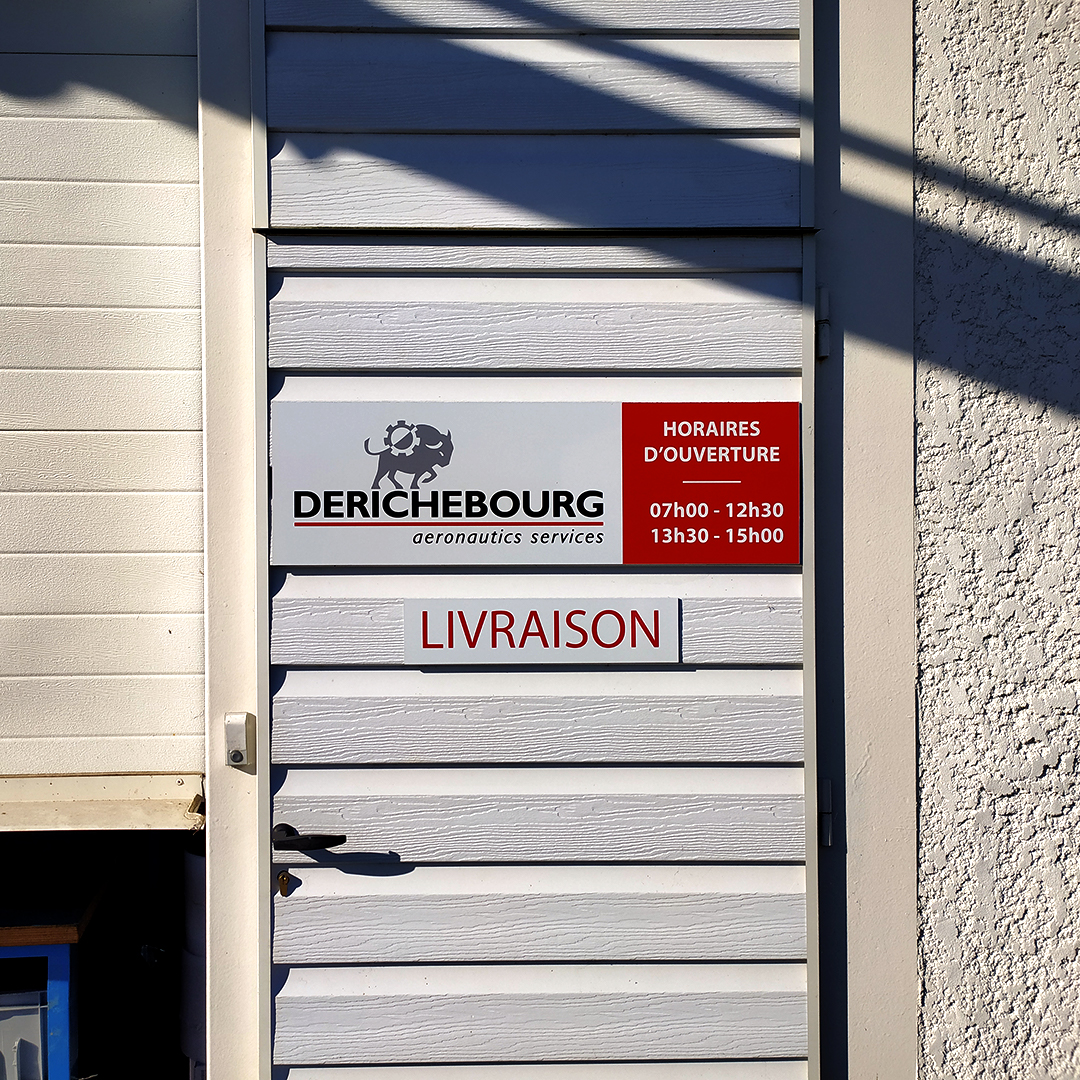 DERICHEBOURG
aeronautics services
HORAIRES
D'OUVERTURE
07h00 - 12h30
13h30 - 15h00
LIVRAISON